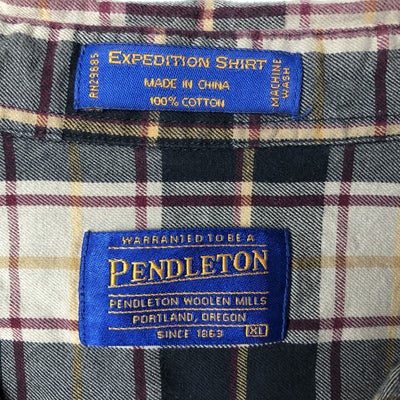 RN29685
EXPEDITION SHIRT
MADE IN CHINA
100% COTTON
MACHINE
WASH
WARRANTED TO BE A
PENDLETON
PENDLETON WOOLEN MILLS
PORTLAND, OREGON
SINCE 1863 XL